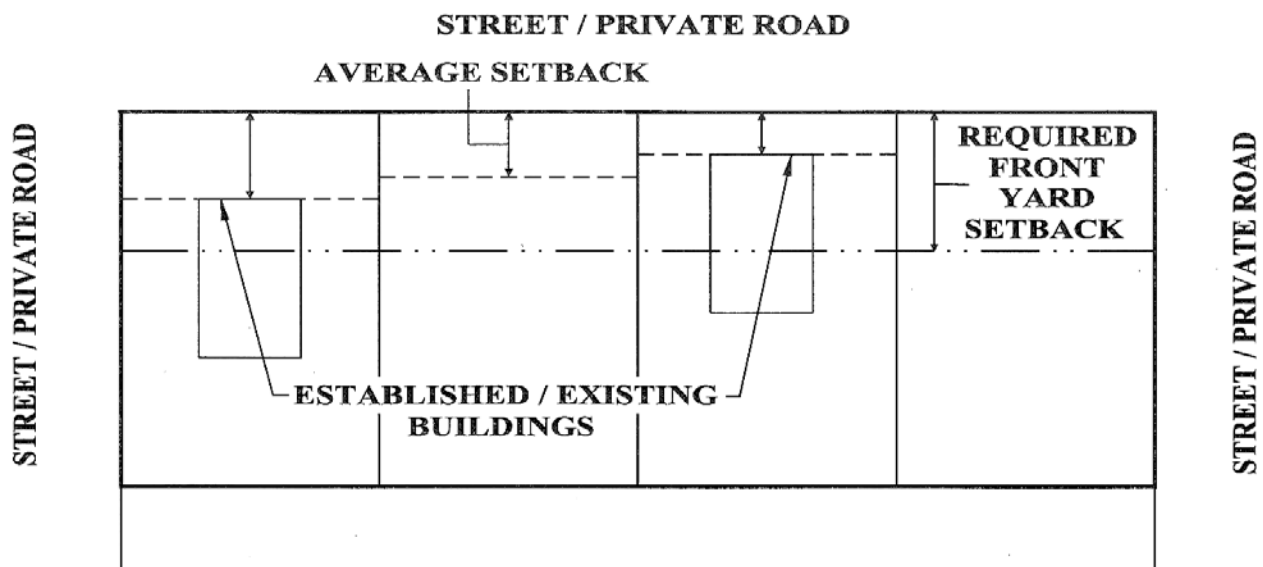 STREET / PRIVATE ROAD
AVERAGE SETBACK
STREET / PRIVATE ROAD
REQUIRED
FRONT
YARD
SETBACK
STREET / PRIVATE ROAD
ESTABLISHED / EXISTING
BUILDINGS